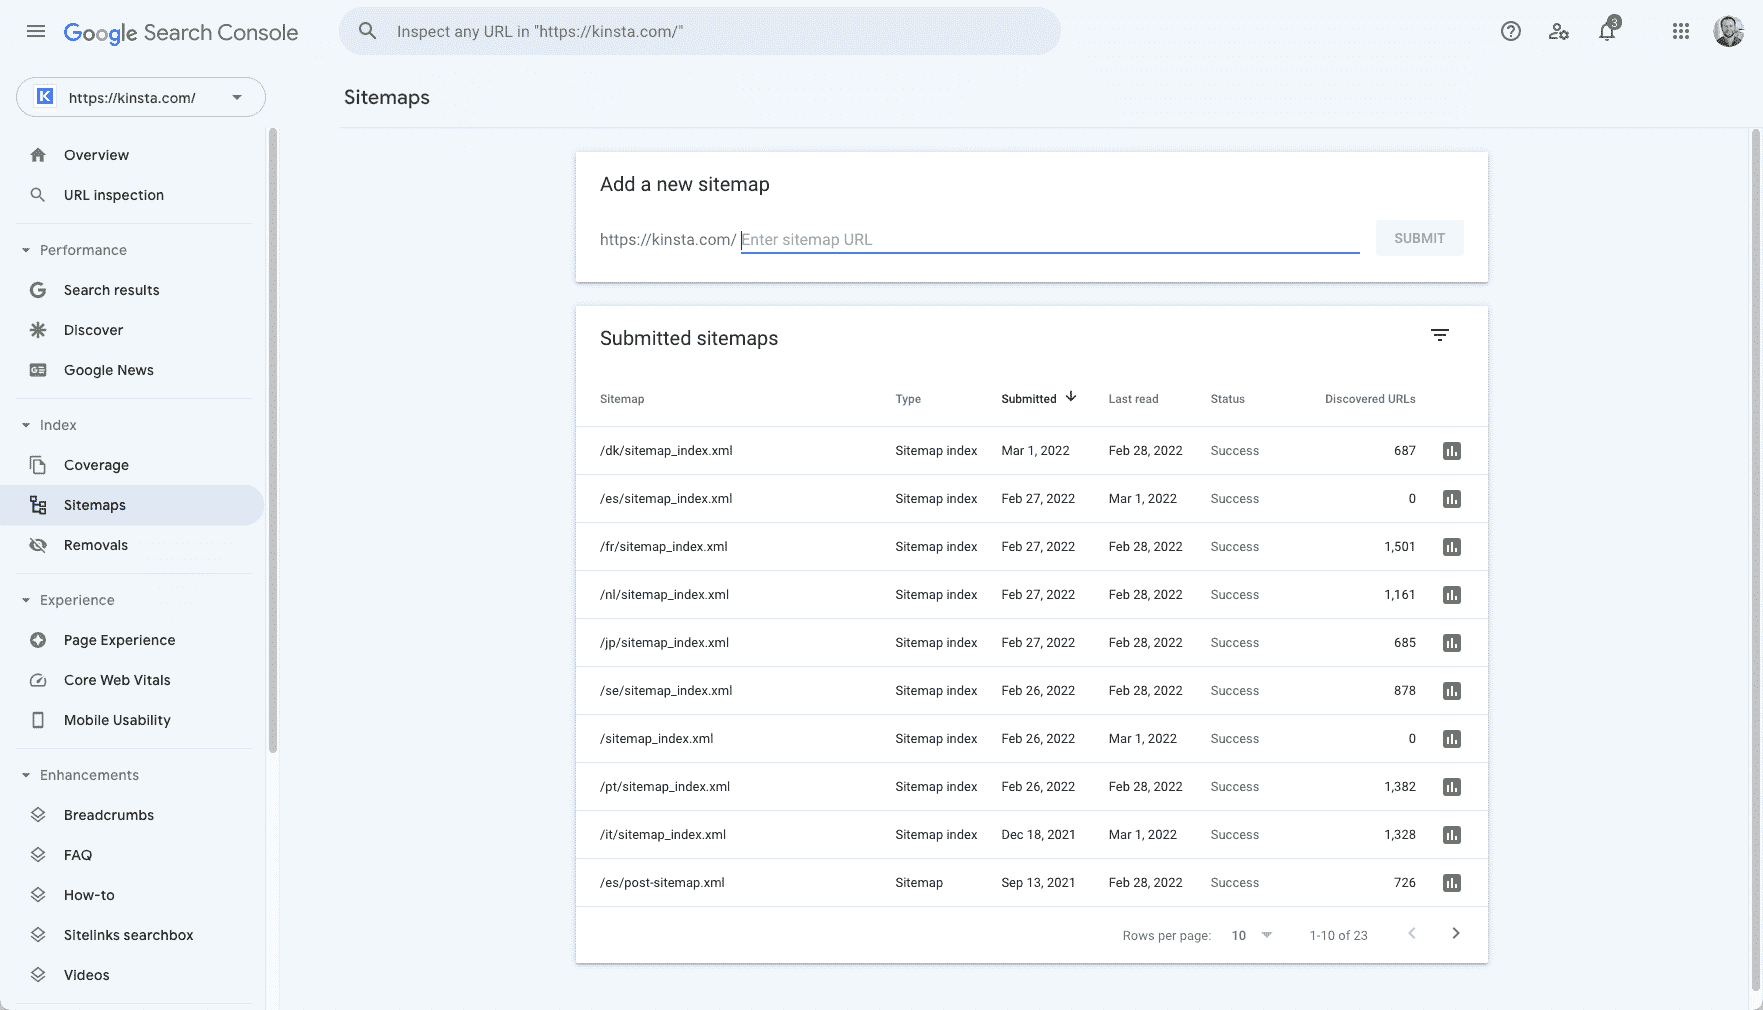 Google Search Console
Inspect any URL in "https://kinsta.com/"
3
K
https://kinsta.com/
Sitemaps
Overview
URL inspection
Performance
Search results
Discover
Google News
Index
Coverage
Sitemaps
Removals
Experience
Page Experience
Core Web Vitals
Mobile Usability
Enhancements
Breadcrumbs
FAQ
How-to
Sitelinks searchbox
Videos
Add a new sitemap
https://kinsta.com/ Enter sitemap URL SUBMIT
Submitted sitemaps
Sitemap Type Submitted Last read Status Discovered URLs
/dk/sitemap_index.xml Sitemap index Mar 1, 2022 Feb 28, 2022 Success 687
/es/sitemap_index.xml Sitemap index Feb 27, 2022 Mar 1, 2022 Success 0
/fr/sitemap_index.xml Sitemap index Feb 27, 2022 Feb 28, 2022 Success 1,501
/nl/sitemap_index.xml Sitemap index Feb 27, 2022 Feb 28, 2022 Success 1,161
/jp/sitemap_index.xml Sitemap index Feb 27, 2022 Feb 28, 2022 Success 685
/se/sitemap_index.xml Sitemap index Feb 26, 2022 Feb 28, 2022 Success 878
/sitemap_index.xml Sitemap index Feb 26, 2022 Mar 1, 2022 Success 0
/pt/sitemap_index.xml Sitemap index Feb 26, 2022 Feb 28, 2022 Success 1,382
/it/sitemap_index.xml Sitemap index Dec 18, 2021 Mar 1, 2022 Success 1,328
/es/post-sitemap.xml Sitemap Sep 13, 2021 Feb 28, 2022 Success 726
Rows per page: 10 1-10 of 23